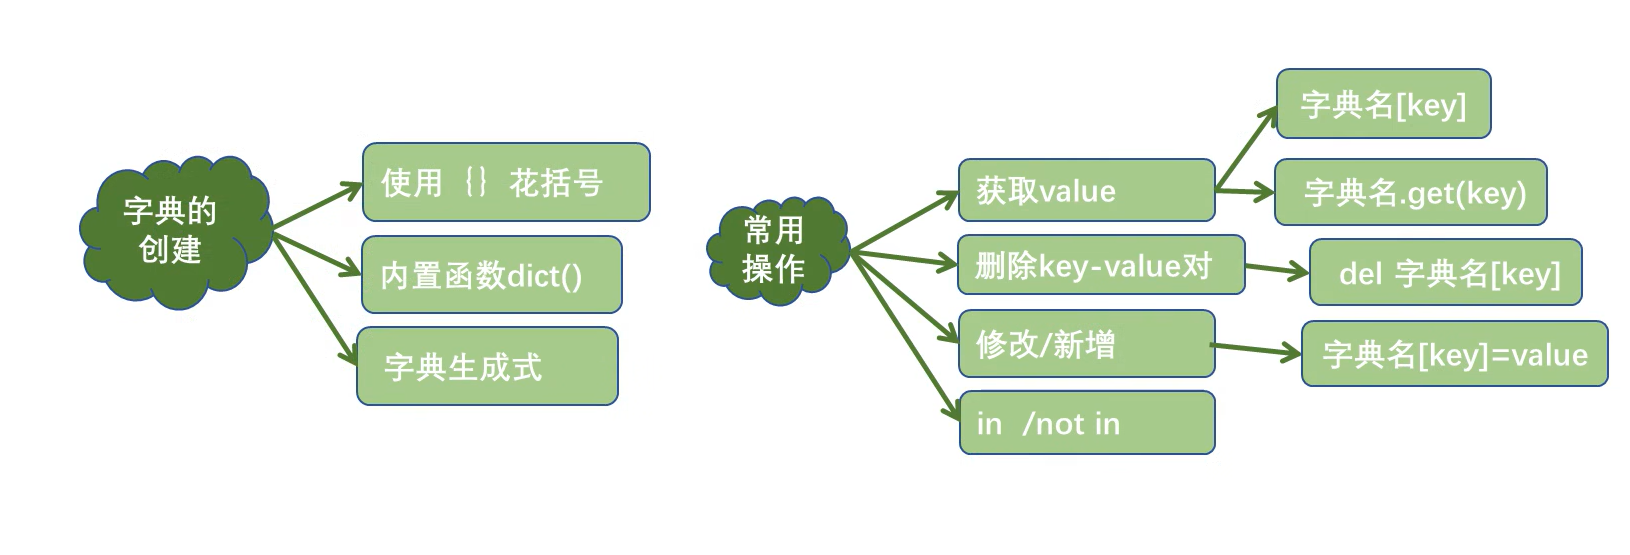 字典的
创建
使用 {} 花括号
内置函数dict()
字典生成式
常用
操作
获取value
字典名[key]
字典名.get(key)
删除key-value对
del 字典名[key]
修改/新增
字典名[key]=value
in /not in